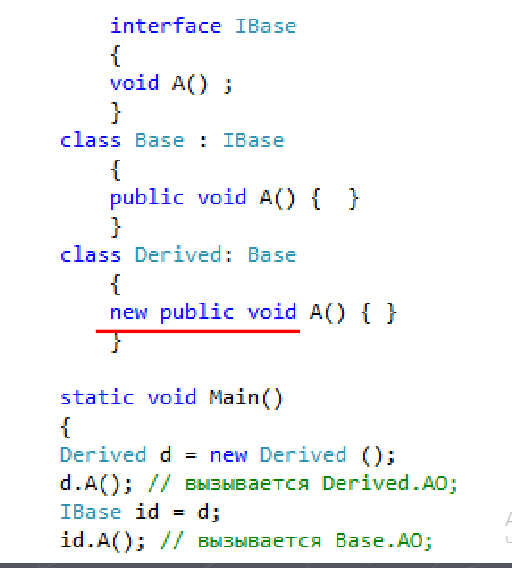 interface IBase
{
void A() ;
}
class Base : IBase
{
public void A() {  }
}
class Derived: Base
{
new public void A() { }
}
static void Main()
{
Derived d = new Derived ();
d.A(); // вызывается Derived.AO;
IBase id = d;
id.A(); // вызывается Base.AO;